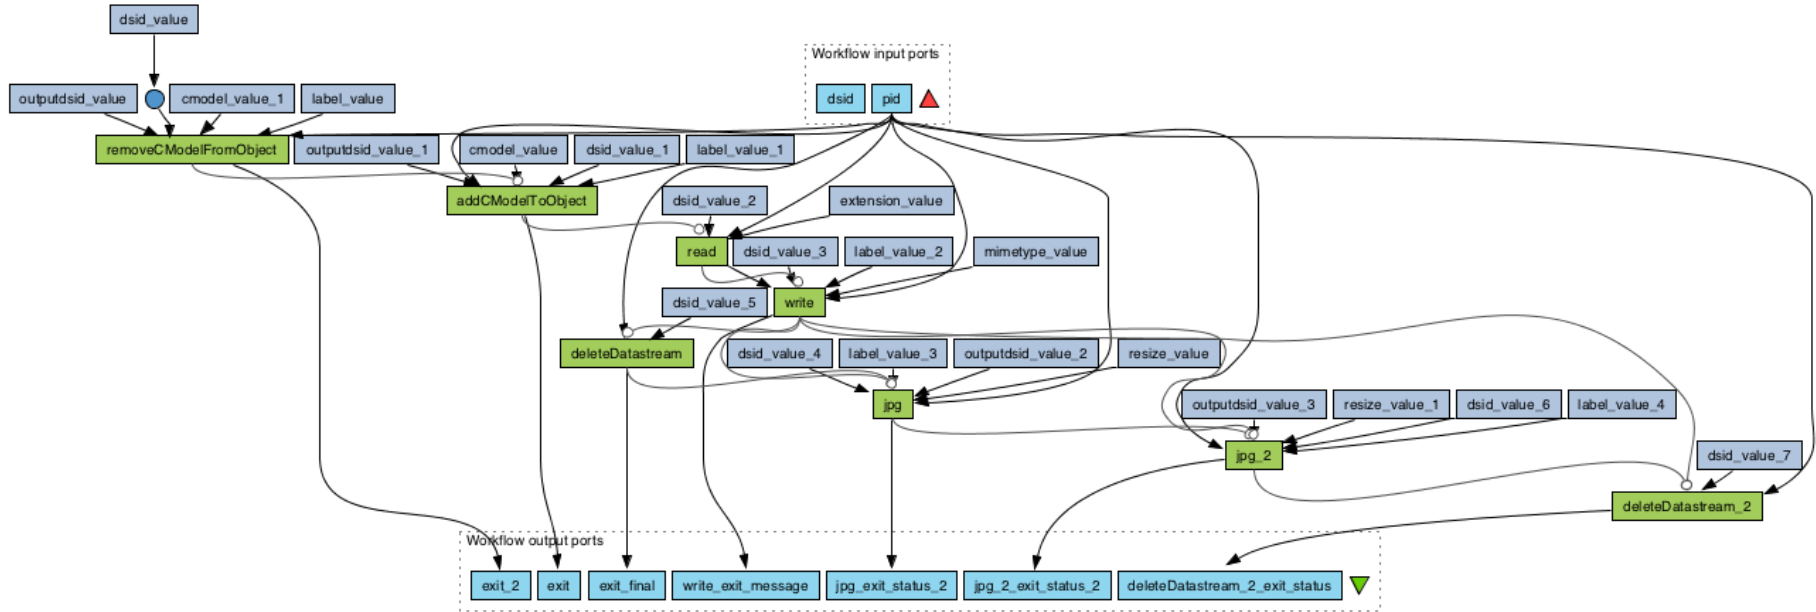 dsid_value
Workflow input ports
outputdsid_value
cmodel_value_1
label_value
dsid
pid
removeCModelFromObject
outputdsid_value_1
cmodel_value
dsid_value_1
label_value_1
addCModelToObject
dsid_value_2
extension_value
read
dsid_value_3
label_value_2
mimetype_value
dsid_value_5
write
deleteDatastream
dsid_value_4
label_value_3
outputdsid_value_2
resize_value
jpg
outputdsid_value_3
resize_value_1
dsid_value_6
label_value_4
jpg_2
dsid_value_7
deleteDatastream_2
Workflow output ports
exit_2
exit
exit_final
write_exit_message
jpg_exit_status_2
jpg_2_exit_status_2
deleteDatastream_2_exit_status